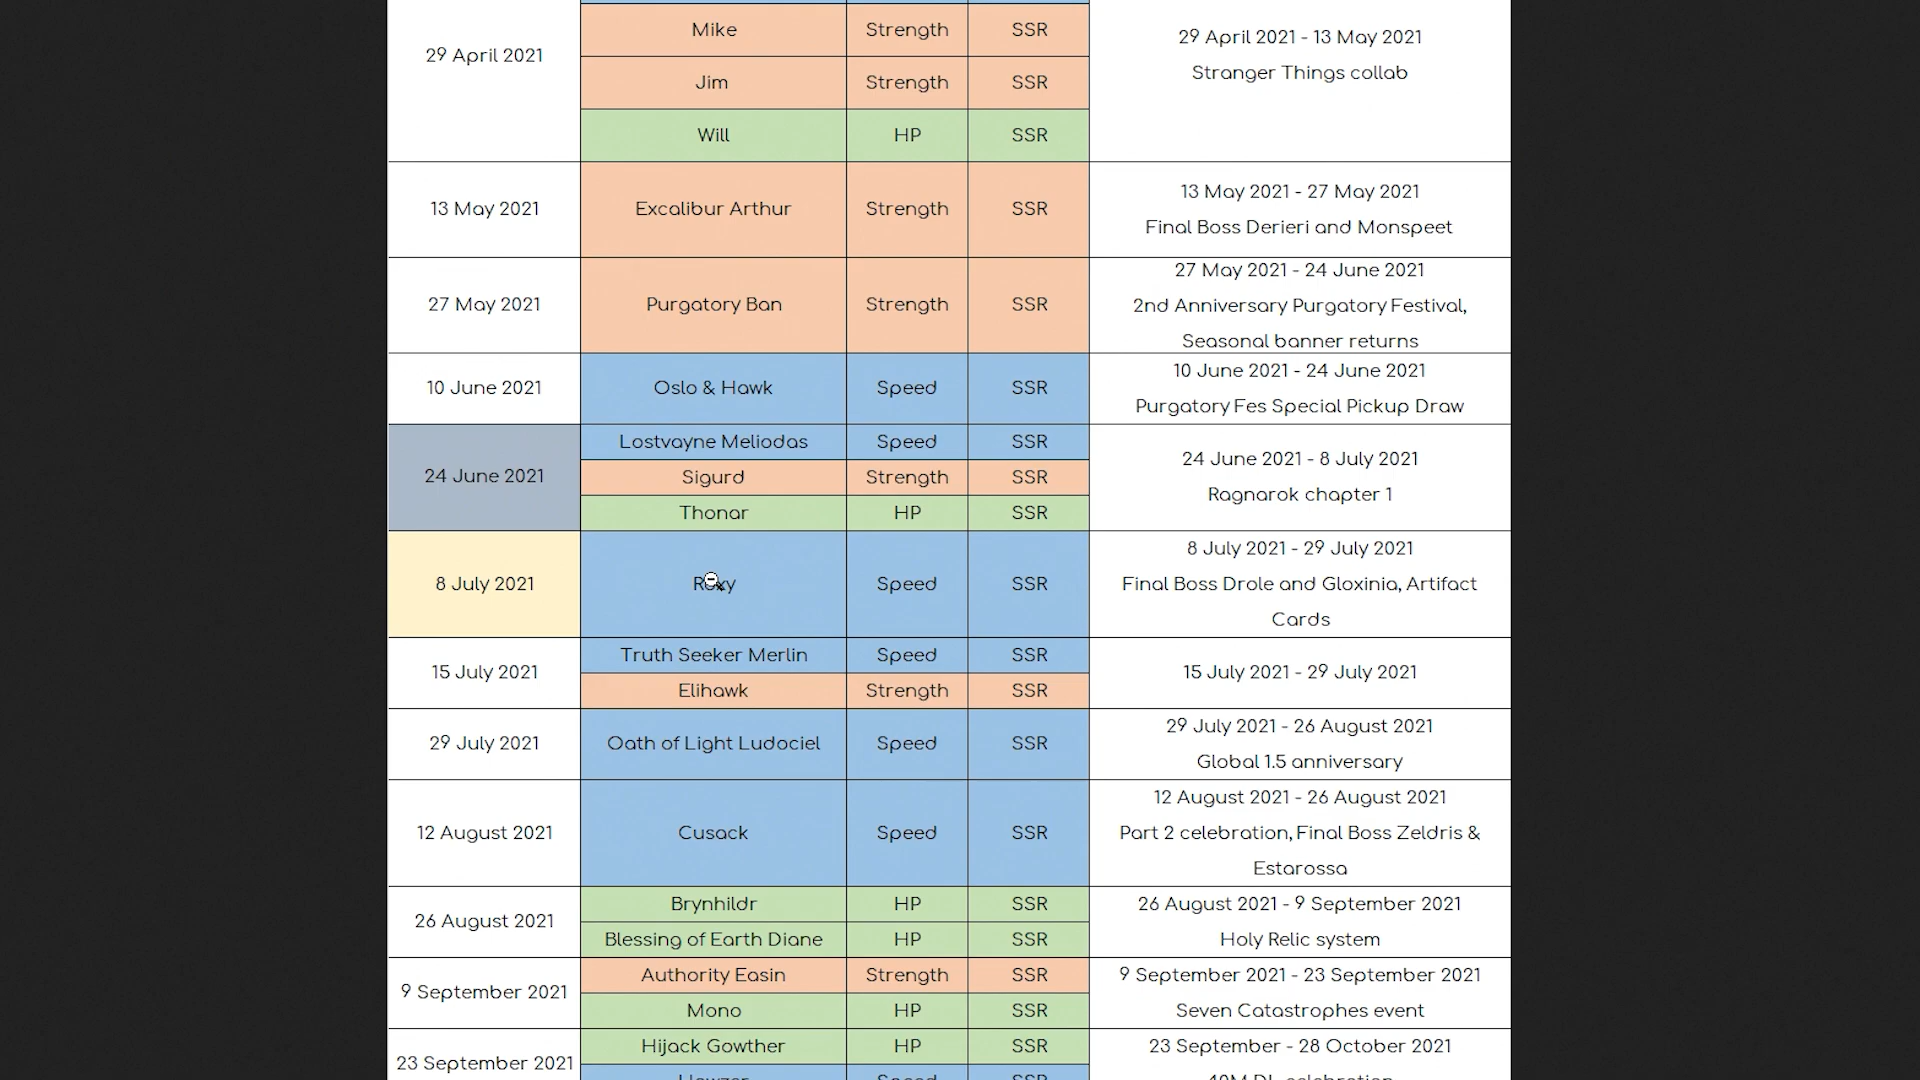 29 April 2021
Mike Strength SSR
29 April 2021 - 13 May 2021
Stranger Things collab
Jim Strength SSR
Will HP SSR
13 May 2021
Excalibur Arthur Strength SSR
13 May 2021 - 27 May 2021
Final Boss Derieri and Monspeet
27 May 2021
Purgatory Ban Strength SSR
27 May 2021 - 24 June 2021
2nd Anniversary Purgatory Festival,
Seasonal banner returns
10 June 2021
Oslo & Hawk Speed SSR
10 June 2021 - 24 June 2021
Purgatory Fes Special Pickup Draw
24 June 2021
Lostvayne Meliodas Speed SSR
Sigurd Strength SSR
Thonar HP SSR
24 June 2021 - 8 July 2021
Ragnarok chapter 1
8 July 2021
Speed SSR
8 July 2021 - 29 July 2021
Final Boss Drole and Gloxinia, Artifact
Cards
15 July 2021
Truth Seeker Merlin Speed SSR
Elihawk Strength SSR
15 July 2021 - 29 July 2021
29 July 2021
Oath of Light Ludociel Speed SSR
29 July 2021 - 26 August 2021
Global 1.5 anniversary
12 August 2021
Cusack Speed SSR
12 August 2021 - 26 August 2021
Part 2 celebration, Final Boss Zeldris &
Estarossa
26 August 2021
Brynhildr HP SSR
Blessing of Earth Diane HP SSR
26 August 2021 - 9 September 2021
Holy Relic system
9 September 2021
Authority Easin Strength SSR
Mono HP SSR
9 September 2021 - 23 September 2021
Seven Catastrophes event
23 September 2021
Hijack Gowther HP SSR
23 September - 28 October 2021